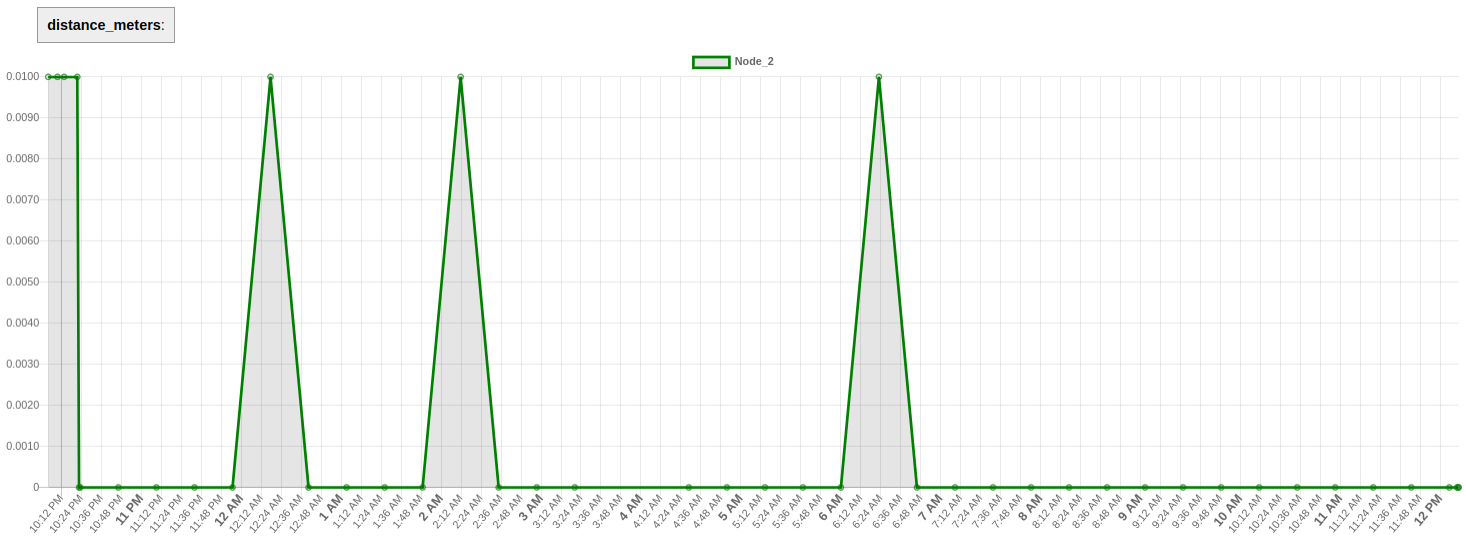 distance_meters:
Node_2
0.0100
0.0090
0.0080
0.0070
0.0060
0.0050
0.0040
0.0030
0.0020
0.0010
0
10:12 PM
10:24 PM
10:36 PM
10:48 PM
11 PM
11:12 PM
11:24 PM
11:36 PM
11:48 PM
12 AM
12:12 AM
12:24 AM
12:36 AM
12:48 AM
1 AM
1:12 AM
1:24 AM
1:36 AM
1:48 AM
2 AM
2:12 AM
2:24 AM
2:36 AM
2:48 AM
3 AM
3:12 AM
3:24 AM
3:36 AM
3:48 AM
4 AM
4:12 AM
4:24 AM
4:36 AM
4:48 AM
5 AM
5:12 AM
5:24 AM
5:36 AM
5:48 AM
6 AM
6:12 AM
6:24 AM
6:36 AM
6:48 AM
7 AM
7:12 AM
7:24 AM
7:36 AM
7:48 AM
8 AM
8:12 AM
8:24 AM
8:36 AM
8:48 AM
9 AM
9:12 AM
9:24 AM
9:36 AM
9:48 AM
10 AM
10:12 AM
10:24 AM
10:36 AM
10:48 AM
11 AM
11:12 AM
11:24 AM
11:36 AM
11:48 AM
12 PM